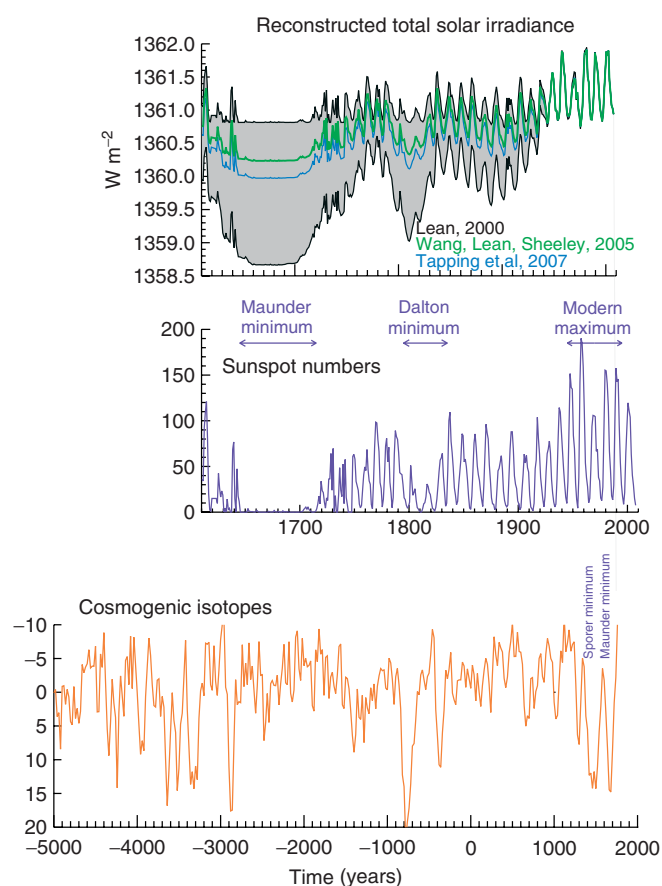 Reconstructed total solar irradiance
1362.0
1361.5
1361.0
1360.5
1360.0
1359.5
1359.0
1358.5
W m−2
Lean, 2000
Wang, Lean, Sheeley, 2005
Tapping et al, 2007
Maunder
minimum
Dalton
minimum
Modern
maximum
200
150
100
50
0
Sunspot numbers
1700 1800 1900 2000
Cosmogenic isotopes
Sporer minimum
Maunder minimum
−10
−5
0
5
10
15
20
−5000 −4000 −3000 −2000 −1000 0 1000 2000
Time (years)